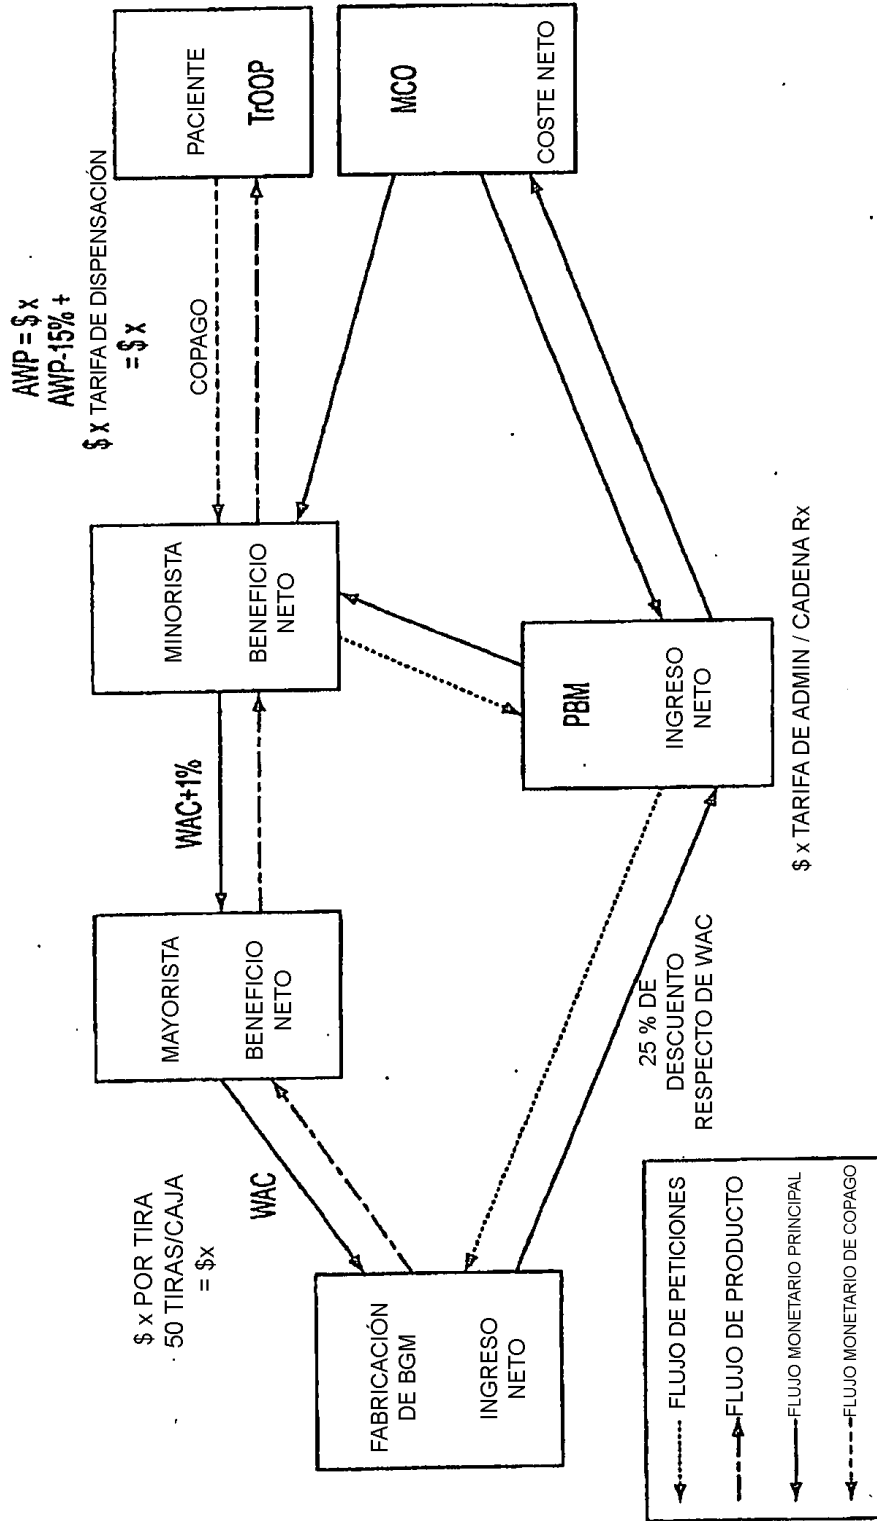 AWP = $ x
AWP-15% +
$ x TARIFA DE DISPENSACIÓN
= $ x
$ x POR TIRA
50 TIRAS/CAJA
= $x
WAC
WAC+1%
COPAGO
FABRICACIÓN
DE BGM
INGRESO
NETO
MAYORISTA
BENEFICIO
NETO
MINORISTA
BENEFICIO
NETO
PACIENTE
TrOOP
MCO
COSTE NETO
PBM
INGRESO
NETO
25 % DE
DESCUENTO
RESPECTO DE WAC
$ x TARIFA DE ADMIN / CADENA Rx
FLUJO DE PETICIONES
FLUJO DE PRODUCTO
FLUJO MONETARIO PRINCIPAL
FLUJO MONETARIO DE COPAGO